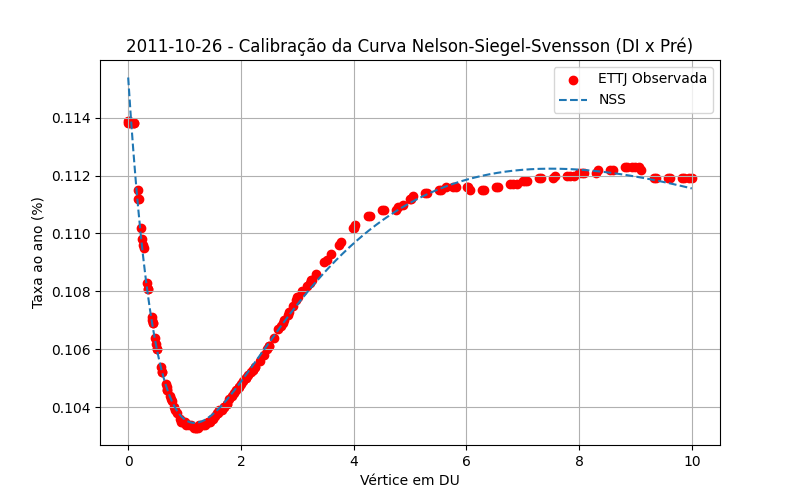 2011-10-26 - Calibração da Curva Nelson-Siegel-Svensson (DI x Pré)
ETTJ Observada
NSS
Taxa ao ano (%)
0.114
0.112
0.110
0.108
0.106
0.104
0 2 4 6 8 10
Vértice em DU